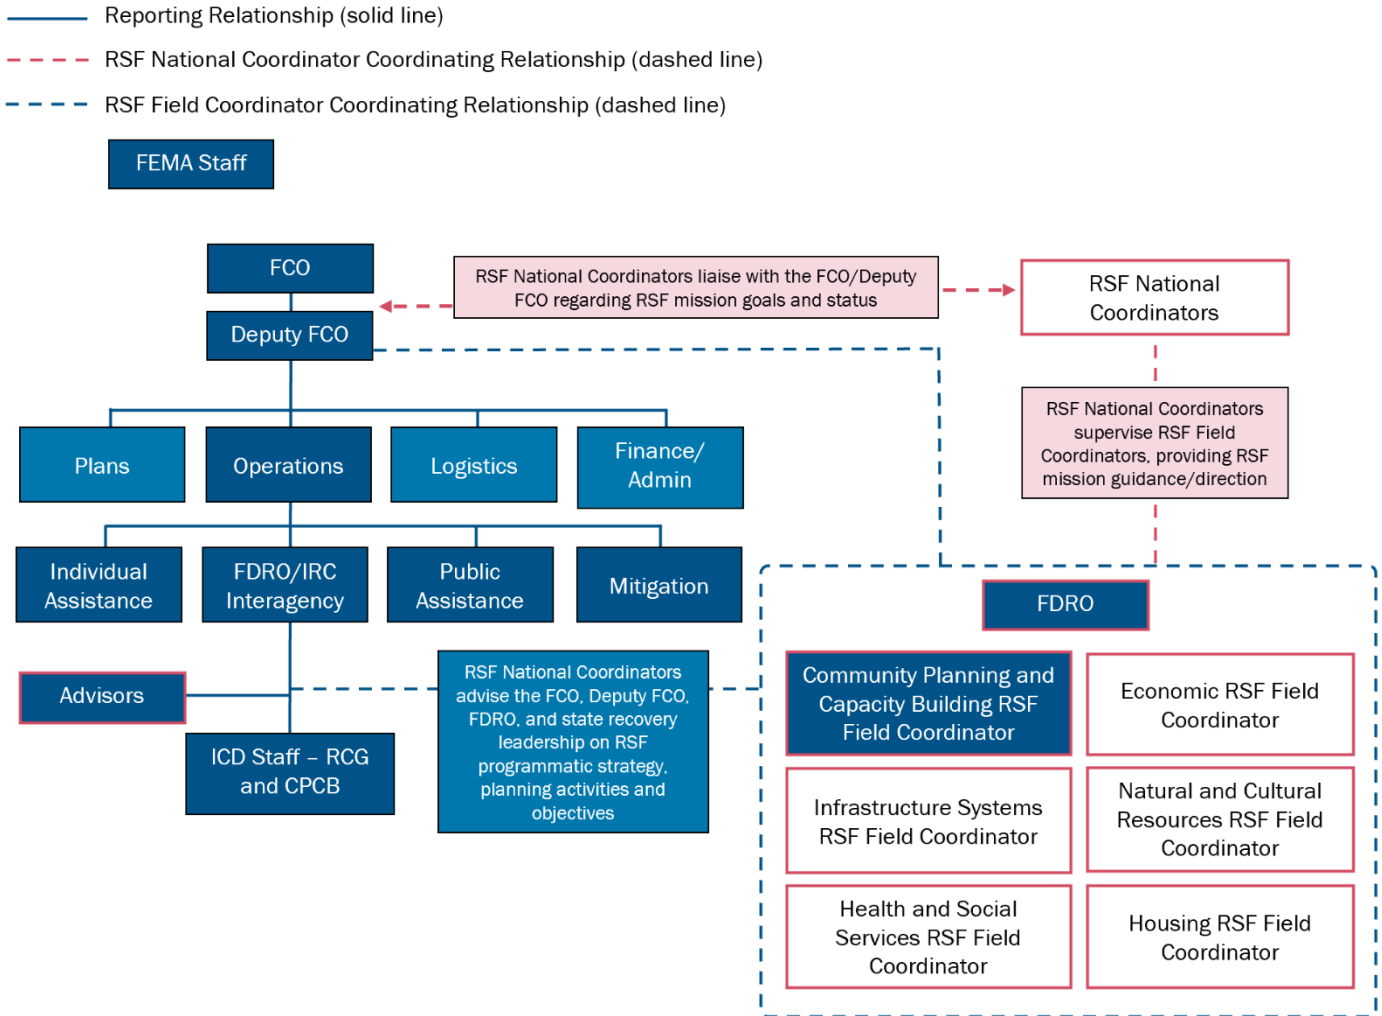 Reporting Relationship (solid line)
RSF National Coordinator Coordinating Relationship (dashed line)
RSF Field Coordinator Coordinating Relationship (dashed line)
FEMA Staff
FCO
Deputy FCO
RSF National Coordinators liaise with the FCO/Deputy
FCO regarding RSF mission goals and status
RSF National
Coordinators
RSF National Coordinators
supervise RSF Field
Coordinators, providing RSF
mission guidance/direction
Plans
Operations
Logistics
Finance/
Admin
Individual
Assistance
FDRO/IRC
Interagency
Public
Assistance
Mitigation
Advisors
ICD Staff – RCG
and CPCB
RSF National Coordinators
advise the FCO, Deputy FCO,
FDRO, and state recovery
leadership on RSF
programmatic strategy,
planning activities and
objectives
FDRO
Community Planning and
Capacity Building RSF
Field Coordinator
Economic RSF Field
Coordinator
Infrastructure Systems
RSF Field Coordinator
Natural and Cultural
Resources RSF Field
Coordinator
Health and Social
Services RSF Field
Coordinator
Housing RSF Field
Coordinator